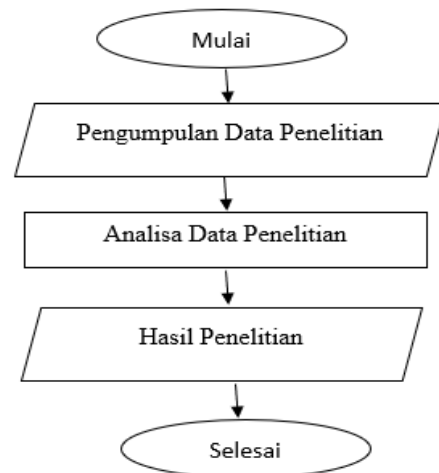 Mulai
Pengumpulan Data Penelitian
Analisa Data Penelitian
Hasil Penelitian
Selesai